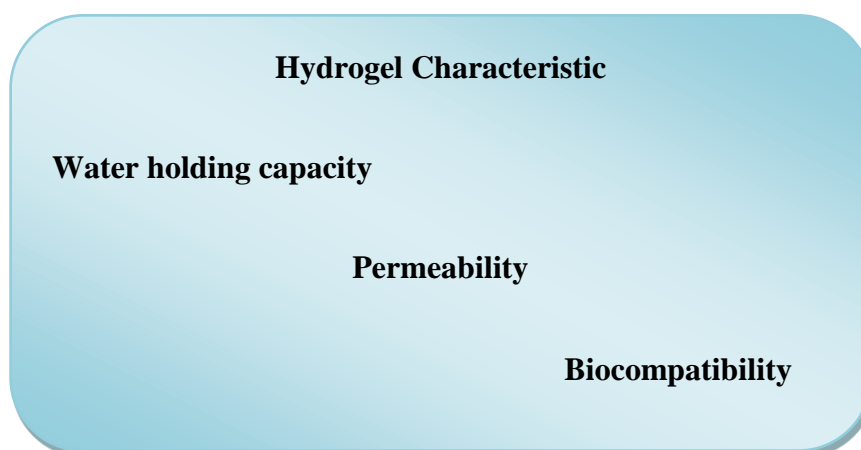 Hydrogel Characteristic
Water holding capacity
Permeability
Biocompatibility